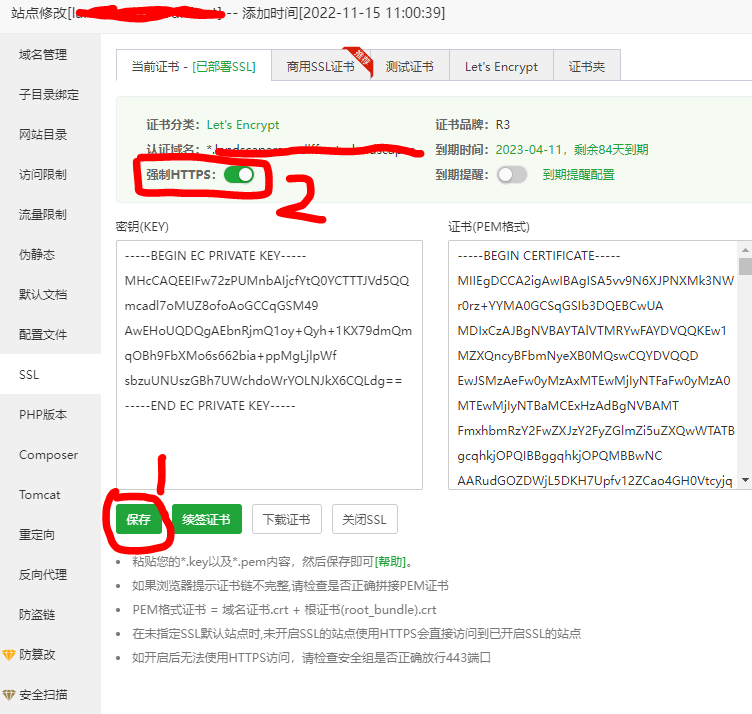 站点修改[ -- 添加时间[2022-11-15 11:00:39]
域名管理
子目录绑定
网站目录
访问限制
流量限制
伪静态
默认文档
配置文件
SSL
PHP版本
Composer
Tomcat
重定向
反向代理
防盗链
防篡改
安全扫描
当前证书 - [已部署SSL]
商用SSL证书
推荐
测试证书
Let's Encrypt
证书夹
证书分类：Let's Encrypt
证书品牌：R3
认证域名：*.
到期时间：2023-04-11，剩余84天到期
强制HTTPS：
2
到期提醒：
到期提醒配置
密钥(KEY)
-----BEGIN EC PRIVATE KEY-----
MHcCAQEEIFw72zPUMnbAIjcfYtQ0YCTTTJVd5QQ
mcadl7oMUZ8ofoAoGCCqGSM49
AwEHoUQDQgAEbnRjmQ1oy+Qyh+1KX79dmQm
qOBh9FbXMo6s662bia+ppMgLjlpWf
sbzuUNUszGBh7UWchdoWrYOLNJkX6CQLdg==
-----END EC PRIVATE KEY-----
证书(PEM格式)
-----BEGIN CERTIFICATE-----
MIIEgDCCA2igAwIBAgISA5vv9N6XJPNXMk3NW
r0rz+YYMA0GCSqGSIb3DQEBCwUA
MDIxCzAJBgNVBAYTAlVTMRYwFAYDVQQKEw1
MZXQncyBFbmNyeXB0MQswCQYDVQQD
EwJSMzAeFw0yMzAxMTEwMjIyNTFaFw0yMzA0
MTEwMjIyNTBaMCExHzAdBgNVBAMT
FmxhbmRzY2FwZXJzY2FyZGlmZi5uZXQwWTATB
gcqhkjOPQIBBggqhkjOPQMBBwNC
AARudGOZDWjL5DKH7Upfv12ZCao4GH0Vtcyjq
1
保存
续签证书
下载证书
关闭SSL
粘贴您的*.key以及*.pem内容，然后保存即可[帮助]。
如果浏览器提示证书链不完整,请检查是否正确拼接PEM证书
PEM格式证书 = 域名证书.crt + 根证书(root_bundle).crt
在未指定SSL默认站点时,未开启SSL的站点使用HTTPS会直接访问到已开启SSL的站点
如开启后无法使用HTTPS访问，请检查安全组是否正确放行443端口